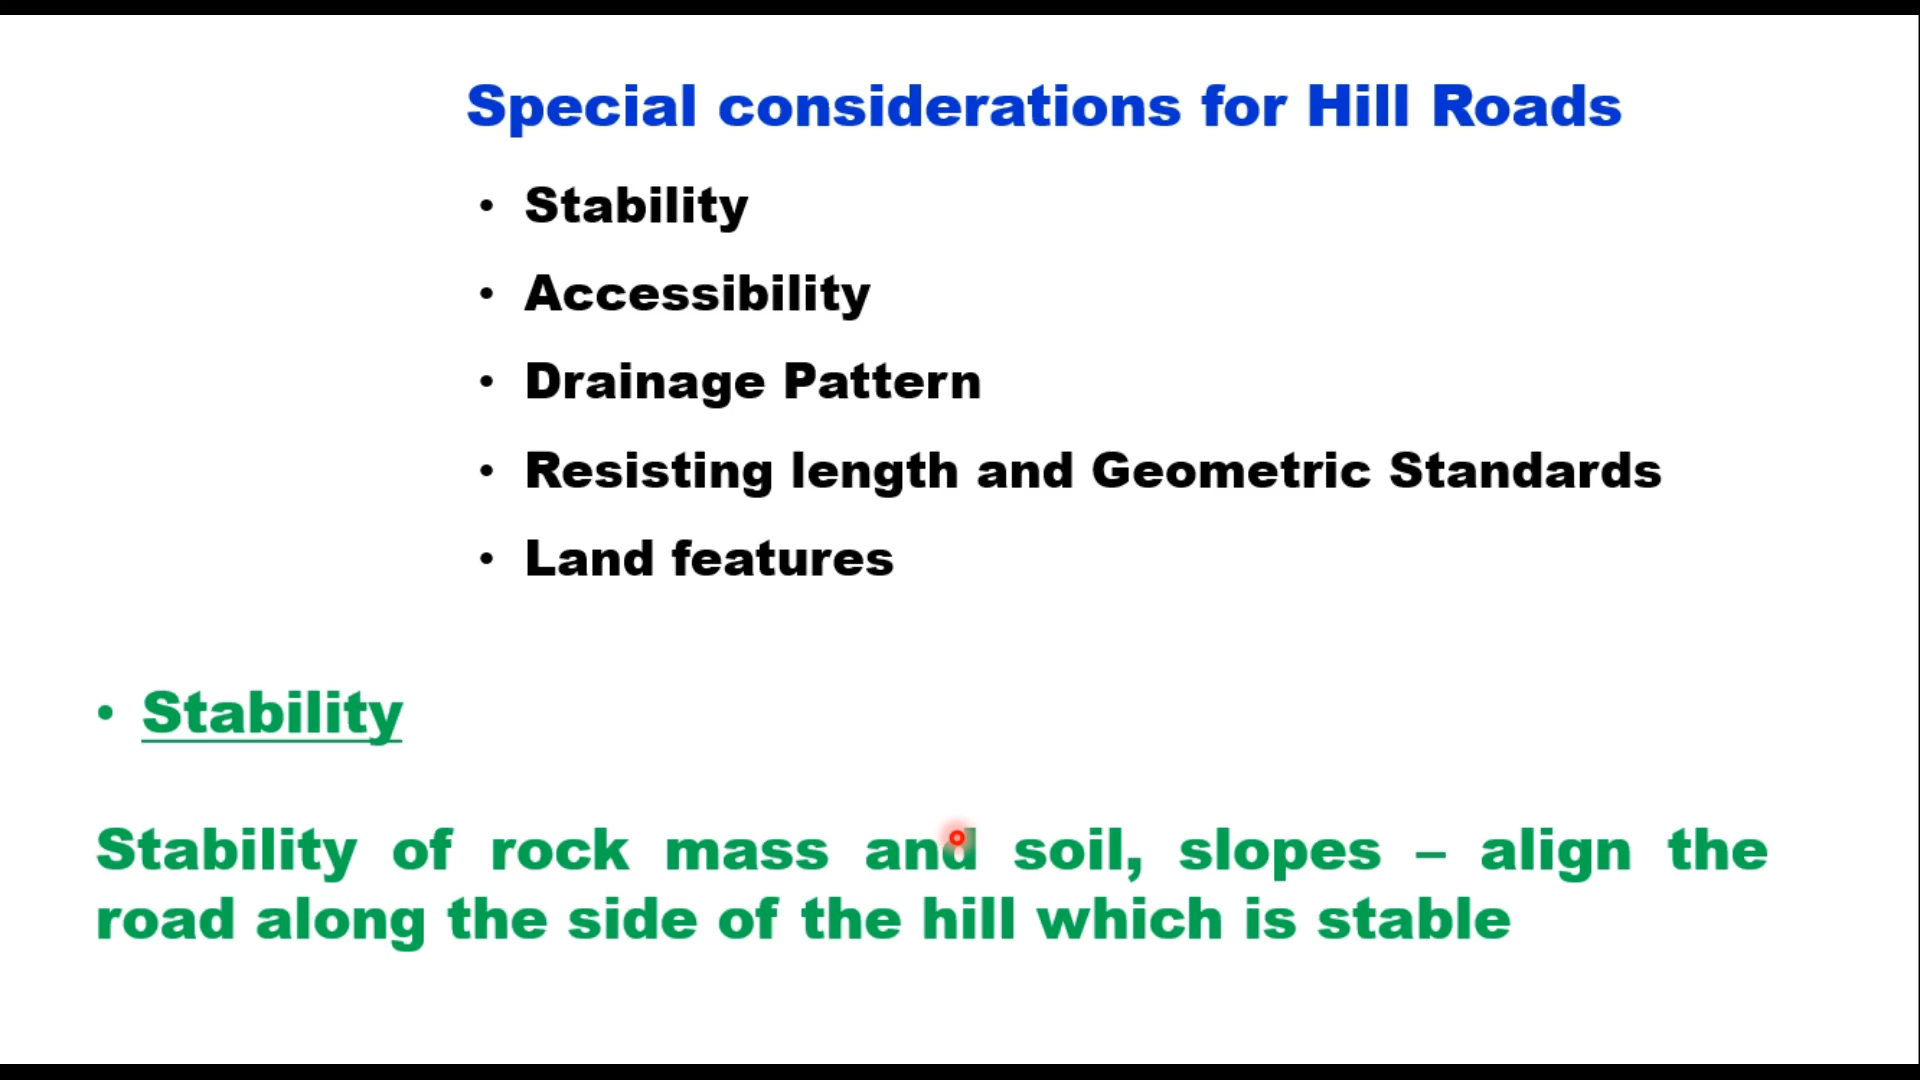 Special considerations for Hill Roads
• Stability
• Accessibility
• Drainage Pattern
• Resisting length and Geometric Standards
• Land features
• Stability
Stability of rock mass and soil, slopes – align the
road along the side of the hill which is stable